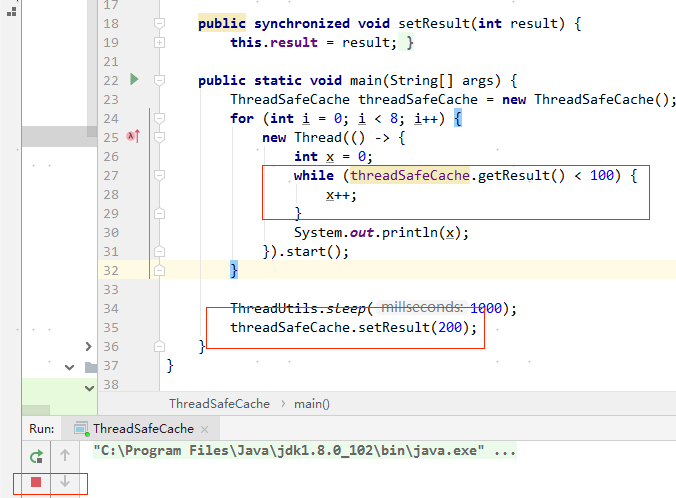 17
18 public synchronized void setResult(int result) {
19 this.result = result; }
21
22 public static void main(String[] args) {
23 ThreadSafeCache threadSafeCache = new ThreadSafeCache();
24 for (int i = 0; i < 8; i++) {
25 new Thread(() -> {
26 int x = 0;
27 while (threadSafeCache.getResult() < 100) {
28 x++;
29 }
30 System.out.println(x);
31 }).start();
32 }
33
34 ThreadUtils.sleep( millseconds: 1000);
35 threadSafeCache.setResult(200);
36 }
37 }
38
ThreadSafeCache > main()
Run: ThreadSafeCache ×
"C:\Program Files\Java\jdk1.8.0_102\bin\java.exe" ...